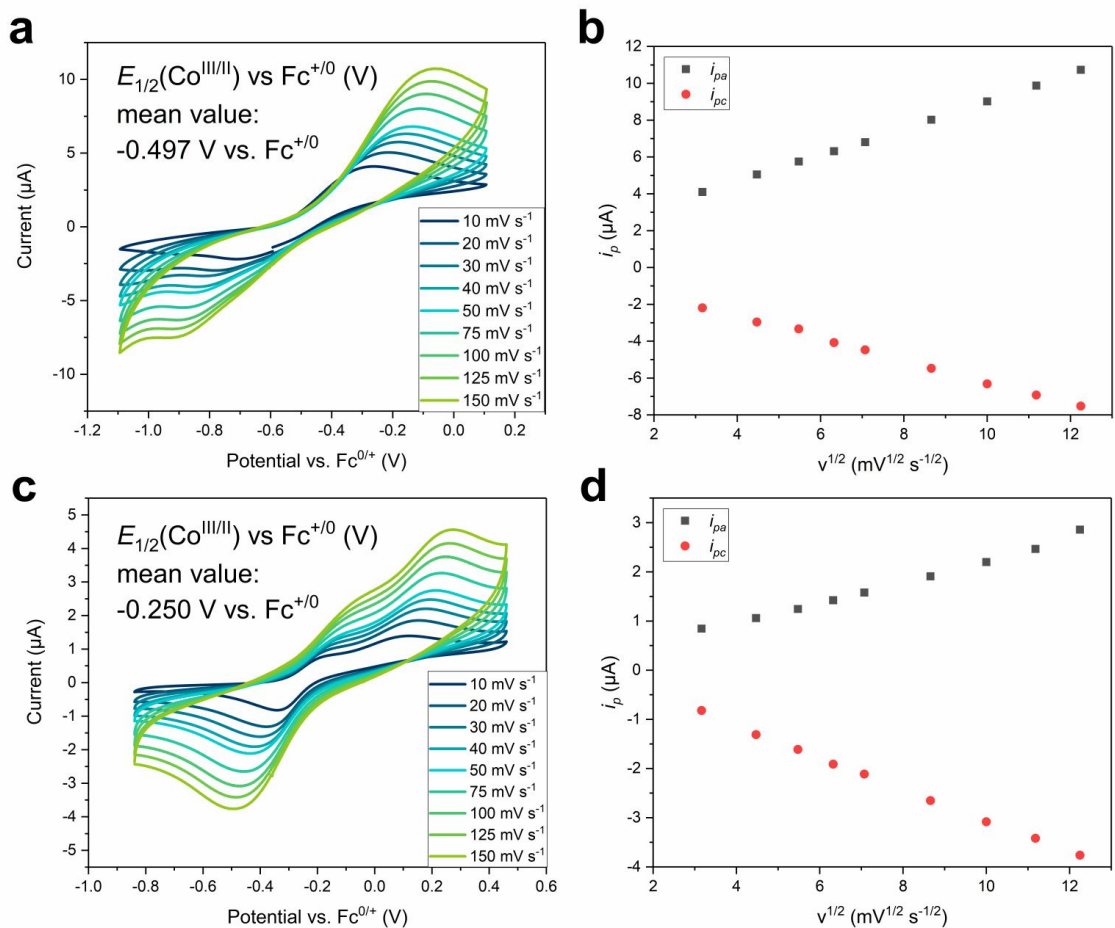 a
E1/2(CoIII/II) vs Fc+/0 (V)
mean value:
-0.497 V vs. Fc+/0
10
5
0
-5
-10
Current (µA)
10 mV s-1
20 mV s-1
30 mV s-1
40 mV s-1
50 mV s-1
75 mV s-1
100 mV s-1
125 mV s-1
150 mV s-1
-1.2 -1.0 -0.8 -0.6 -0.4 -0.2 0.0 0.2
Potential vs. Fc0/+ (V)
b
ipa
ipc
12
10
8
6
4
2
0
-2
-4
-6
-8
ip (µA)
2 4 6 8 10 12
v1/2 (mV1/2 s-1/2)
c
E1/2(CoIII/II) vs Fc+/0 (V)
mean value:
-0.250 V vs. Fc+/0
5
4
3
2
1
0
-1
-2
-3
-4
-5
Current (µA)
10 mV s-1
20 mV s-1
30 mV s-1
40 mV s-1
50 mV s-1
75 mV s-1
100 mV s-1
125 mV s-1
150 mV s-1
-1.0 -0.8 -0.6 -0.4 -0.2 0.0 0.2 0.4 0.6
Potential vs. Fc0/+ (V)
d
ipa
ipc
3
2
1
0
-1
-2
-3
-4
ip (µA)
2 4 6 8 10 12
v1/2 (mV1/2 s-1/2)